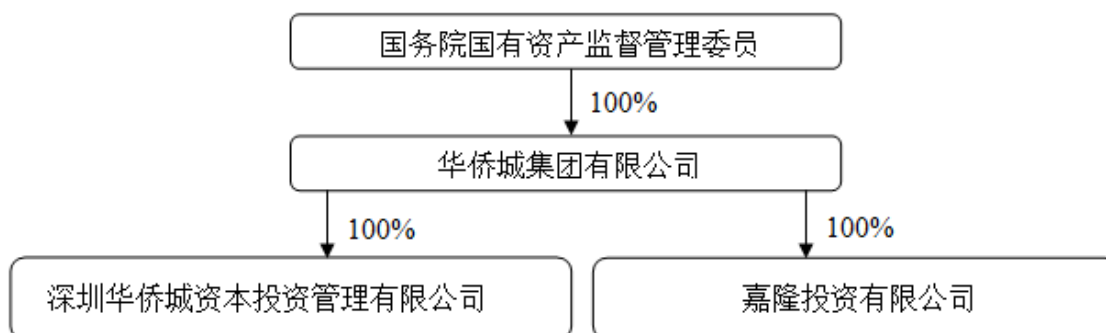 国务院国有资产监督管理委员
100%
华侨城集团有限公司
100%
100%
深圳华侨城资本投资管理有限公司
嘉隆投资有限公司